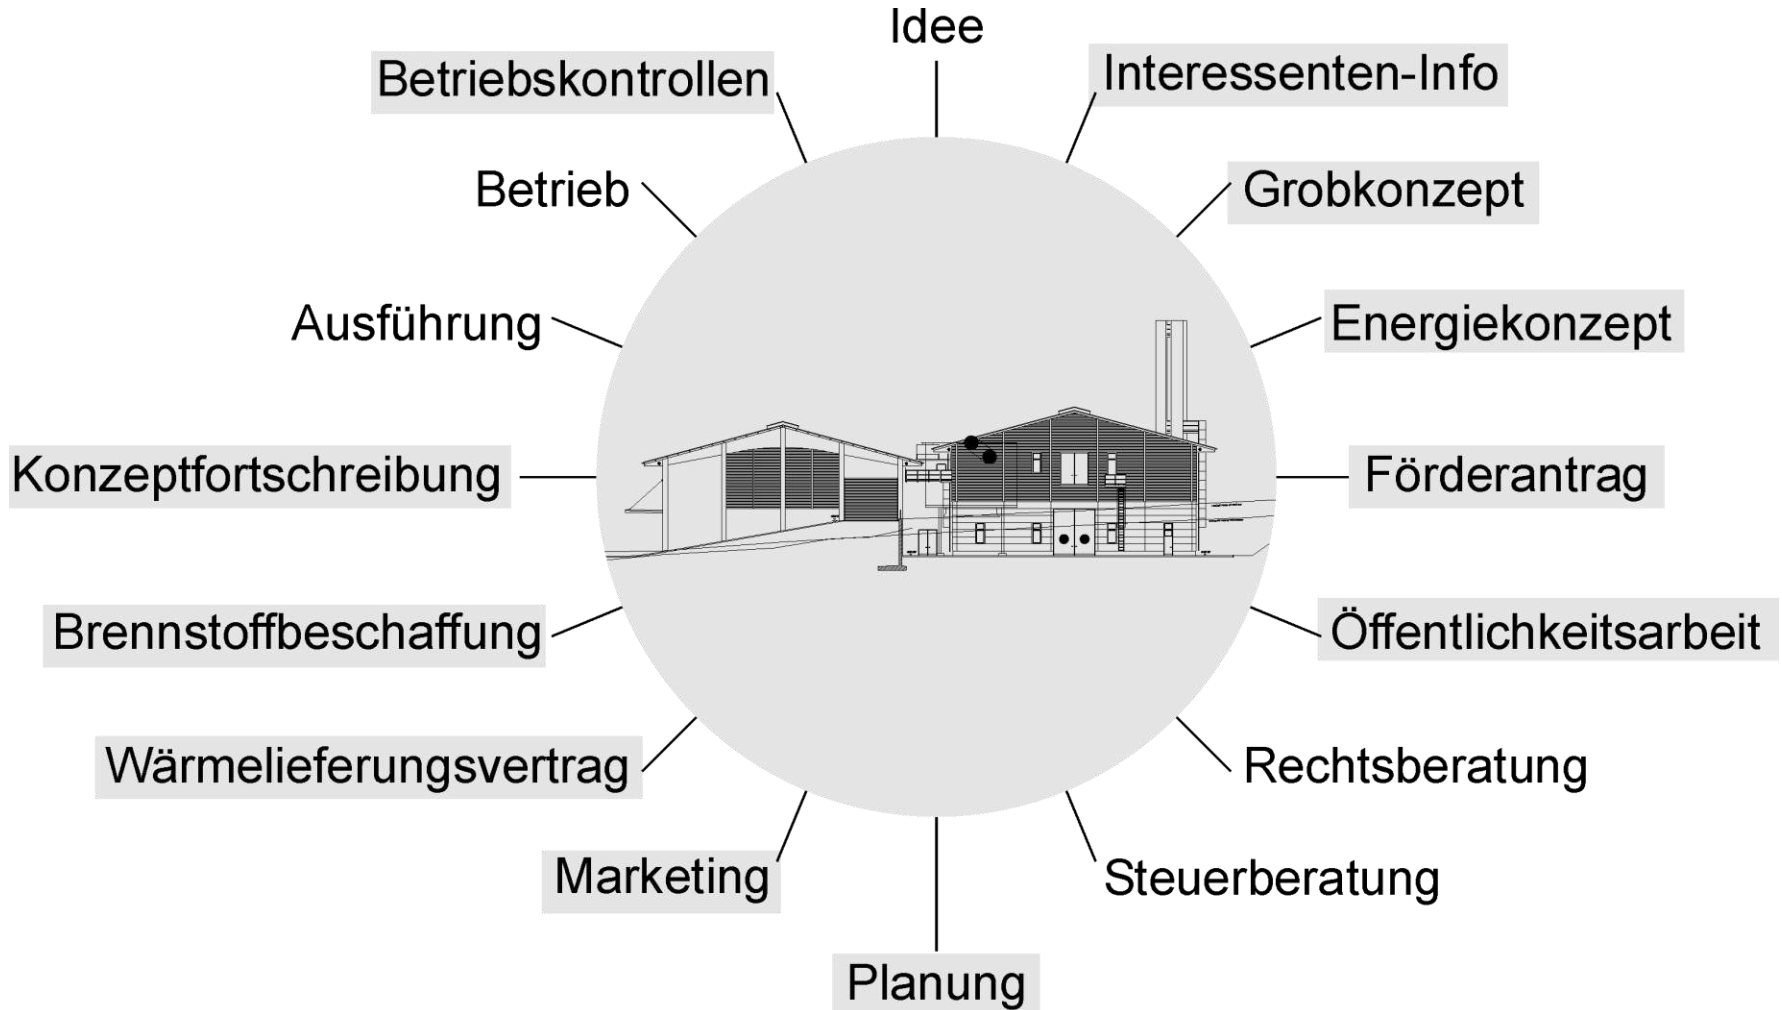 Idee
Interessenten-Info
Grobkonzept
Energiekonzept
Förderantrag
Öffentlichkeitsarbeit
Rechtsberatung
Steuerberatung
Planung
Marketing
Wärmelieferungsvertrag
Brennstoffbeschaffung
Konzeptfortschreibung
Ausführung
Betrieb
Betriebskontrollen